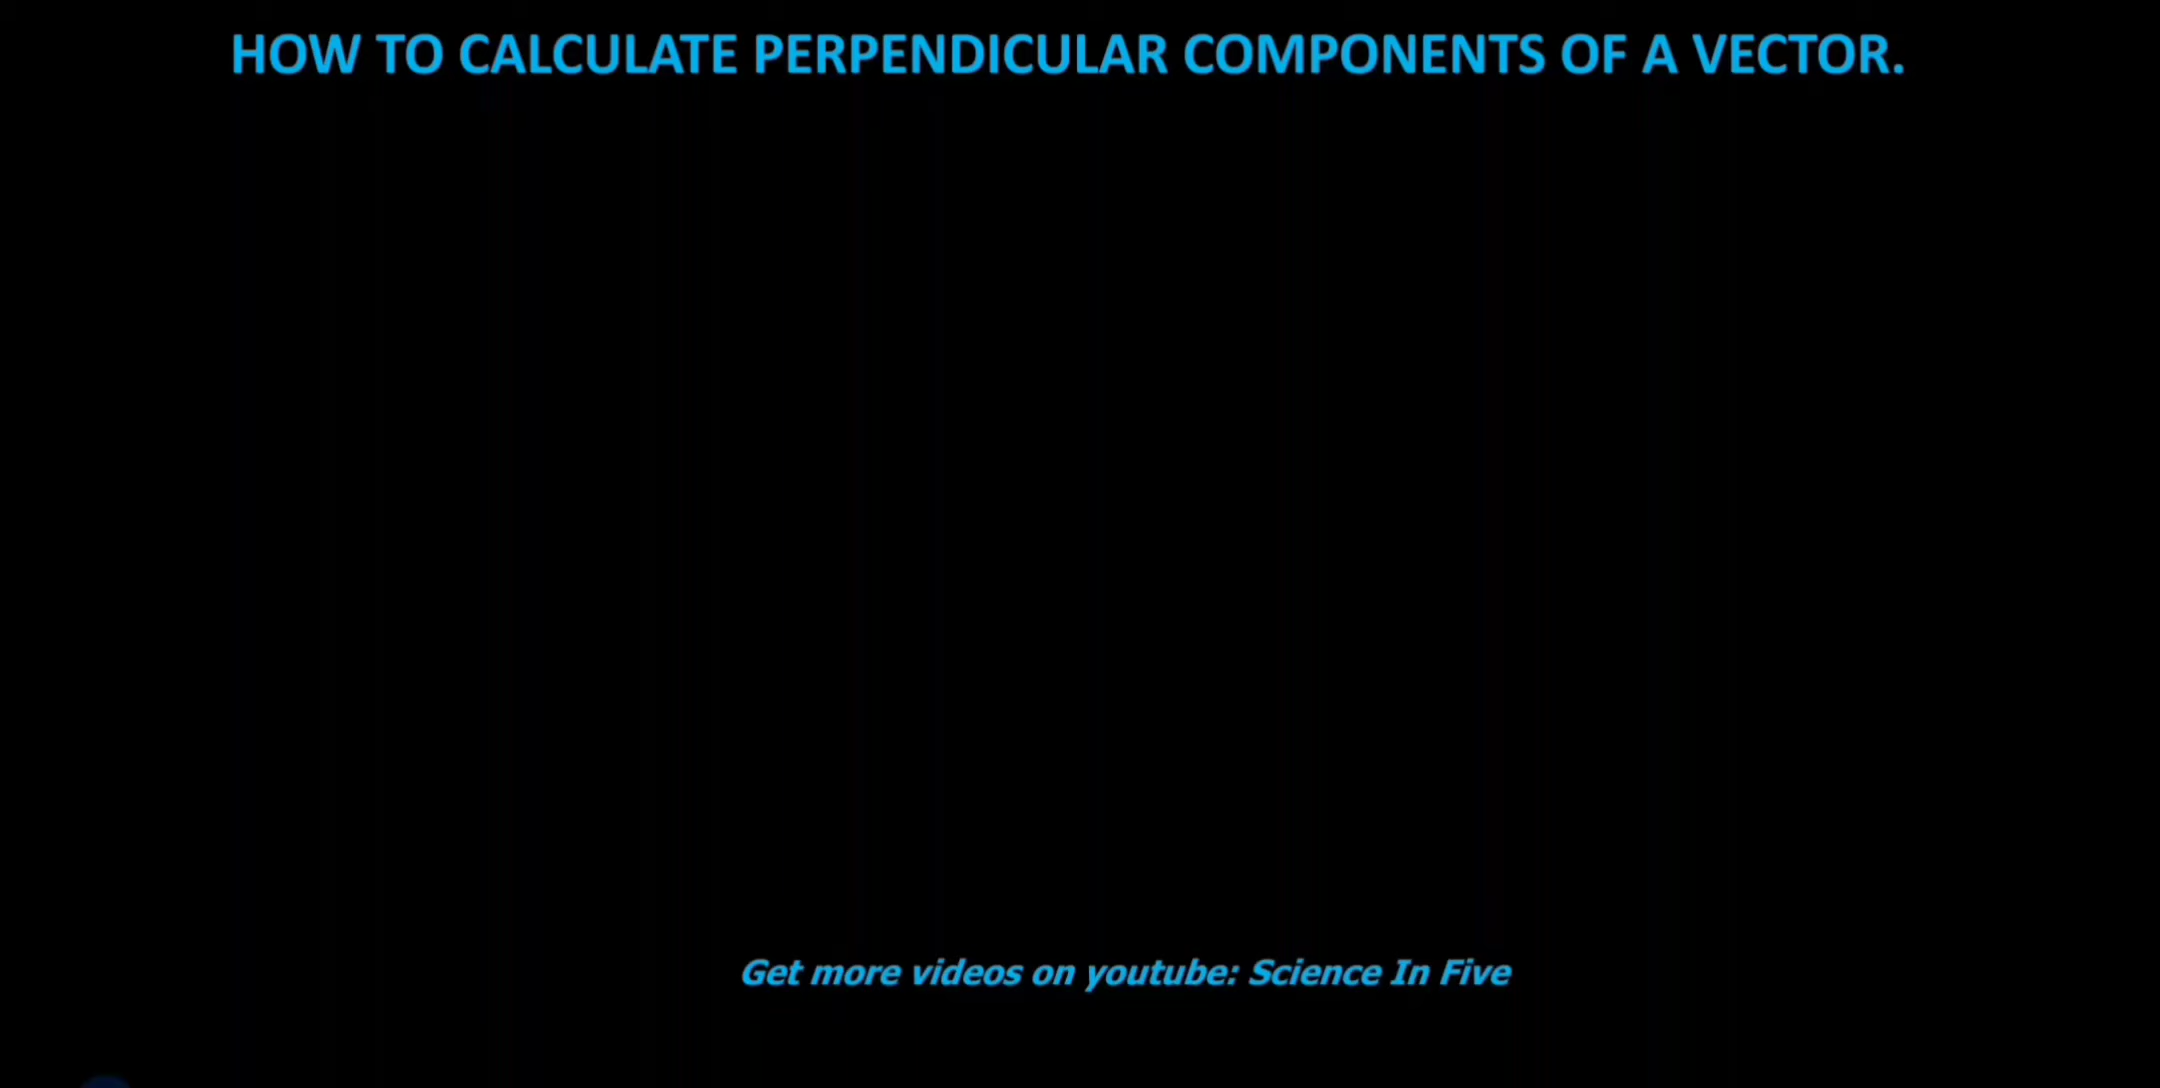 HOW TO CALCULATE PERPENDICULAR COMPONENTS OF A VECTOR.
Get more videos on youtube: Science In Five